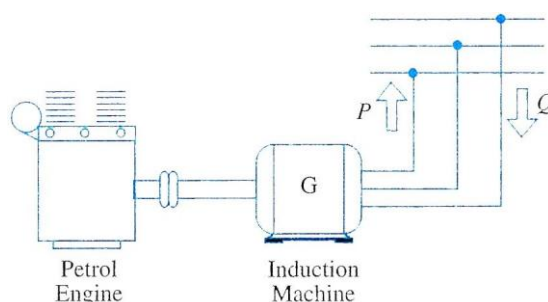 P
Q
G
Petrol
Engine
Induction
Machine